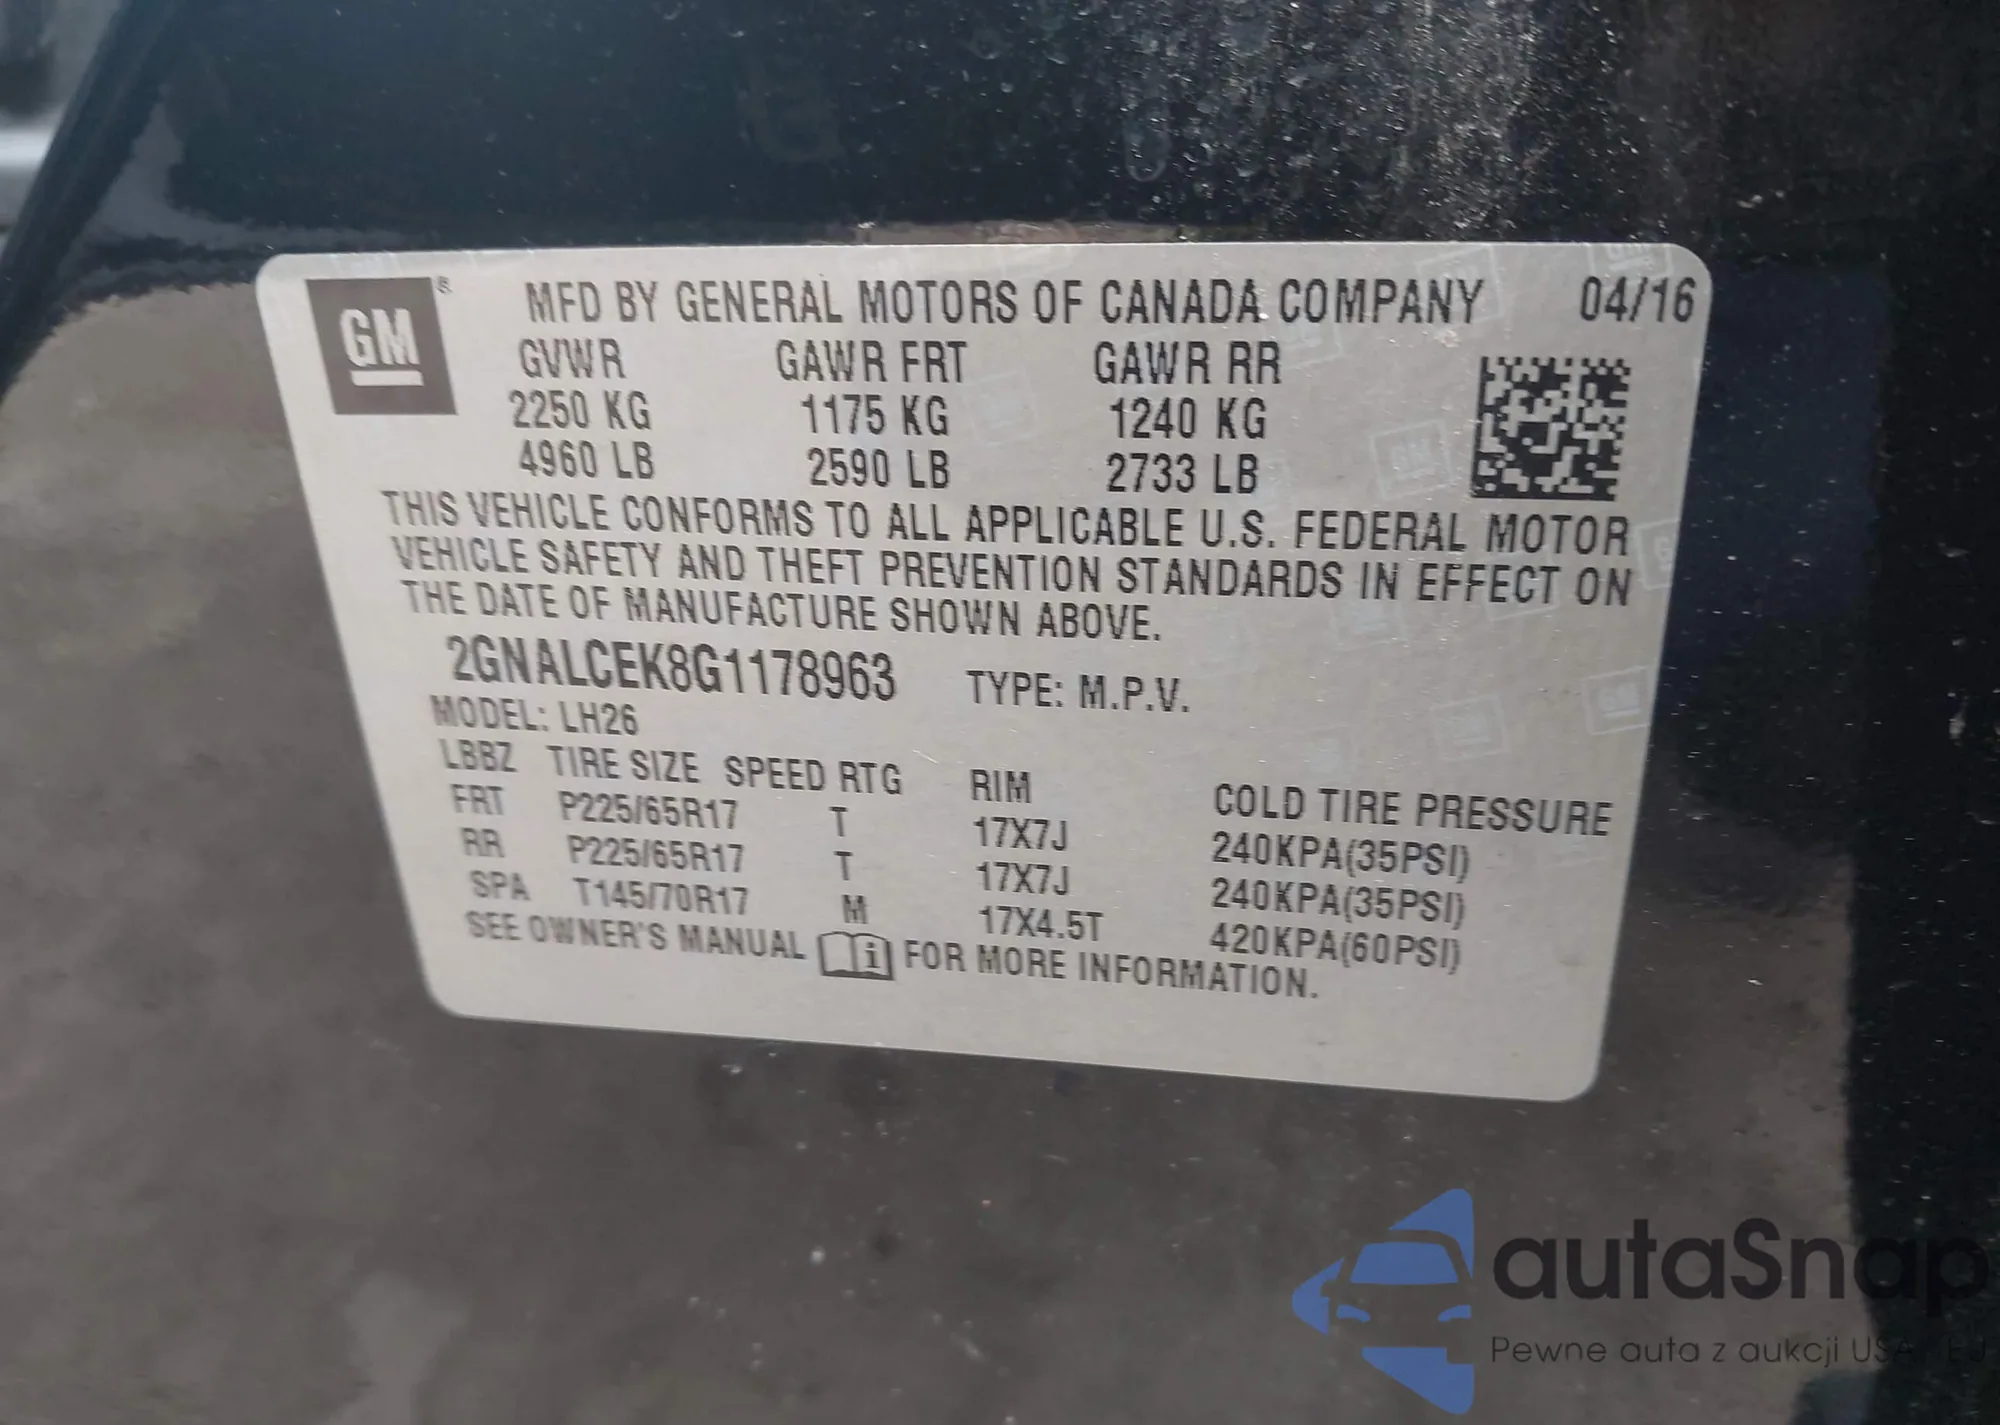 GM ® MFD BY GENERAL MOTORS OF CANADA COMPANY 04/16
GVWR GAWR FRT GAWR RR
2250 KG 1175 KG 1240 KG
4960 LB 2590 LB 2733 LB
THIS VEHICLE CONFORMS TO ALL APPLICABLE U.S. FEDERAL MOTOR
VEHICLE SAFETY AND THEFT PREVENTION STANDARDS IN EFFECT ON
THE DATE OF MANUFACTURE SHOWN ABOVE.
2GNALCEK8G1178963 TYPE: M.P.V.
MODEL: LH26
LBBZ TIRE SIZE SPEED RTG RIM COLD TIRE PRESSURE
FRT P225/65R17 T 17X7J 240KPA(35PSI)
RR P225/65R17 T 17X7J 240KPA(35PSI)
SPA T145/70R17 M 17X4.5T 420KPA(60PSI)
SEE OWNER'S MANUAL i FOR MORE INFORMATION.
autaSnap
Pewne auta z aukcji USA